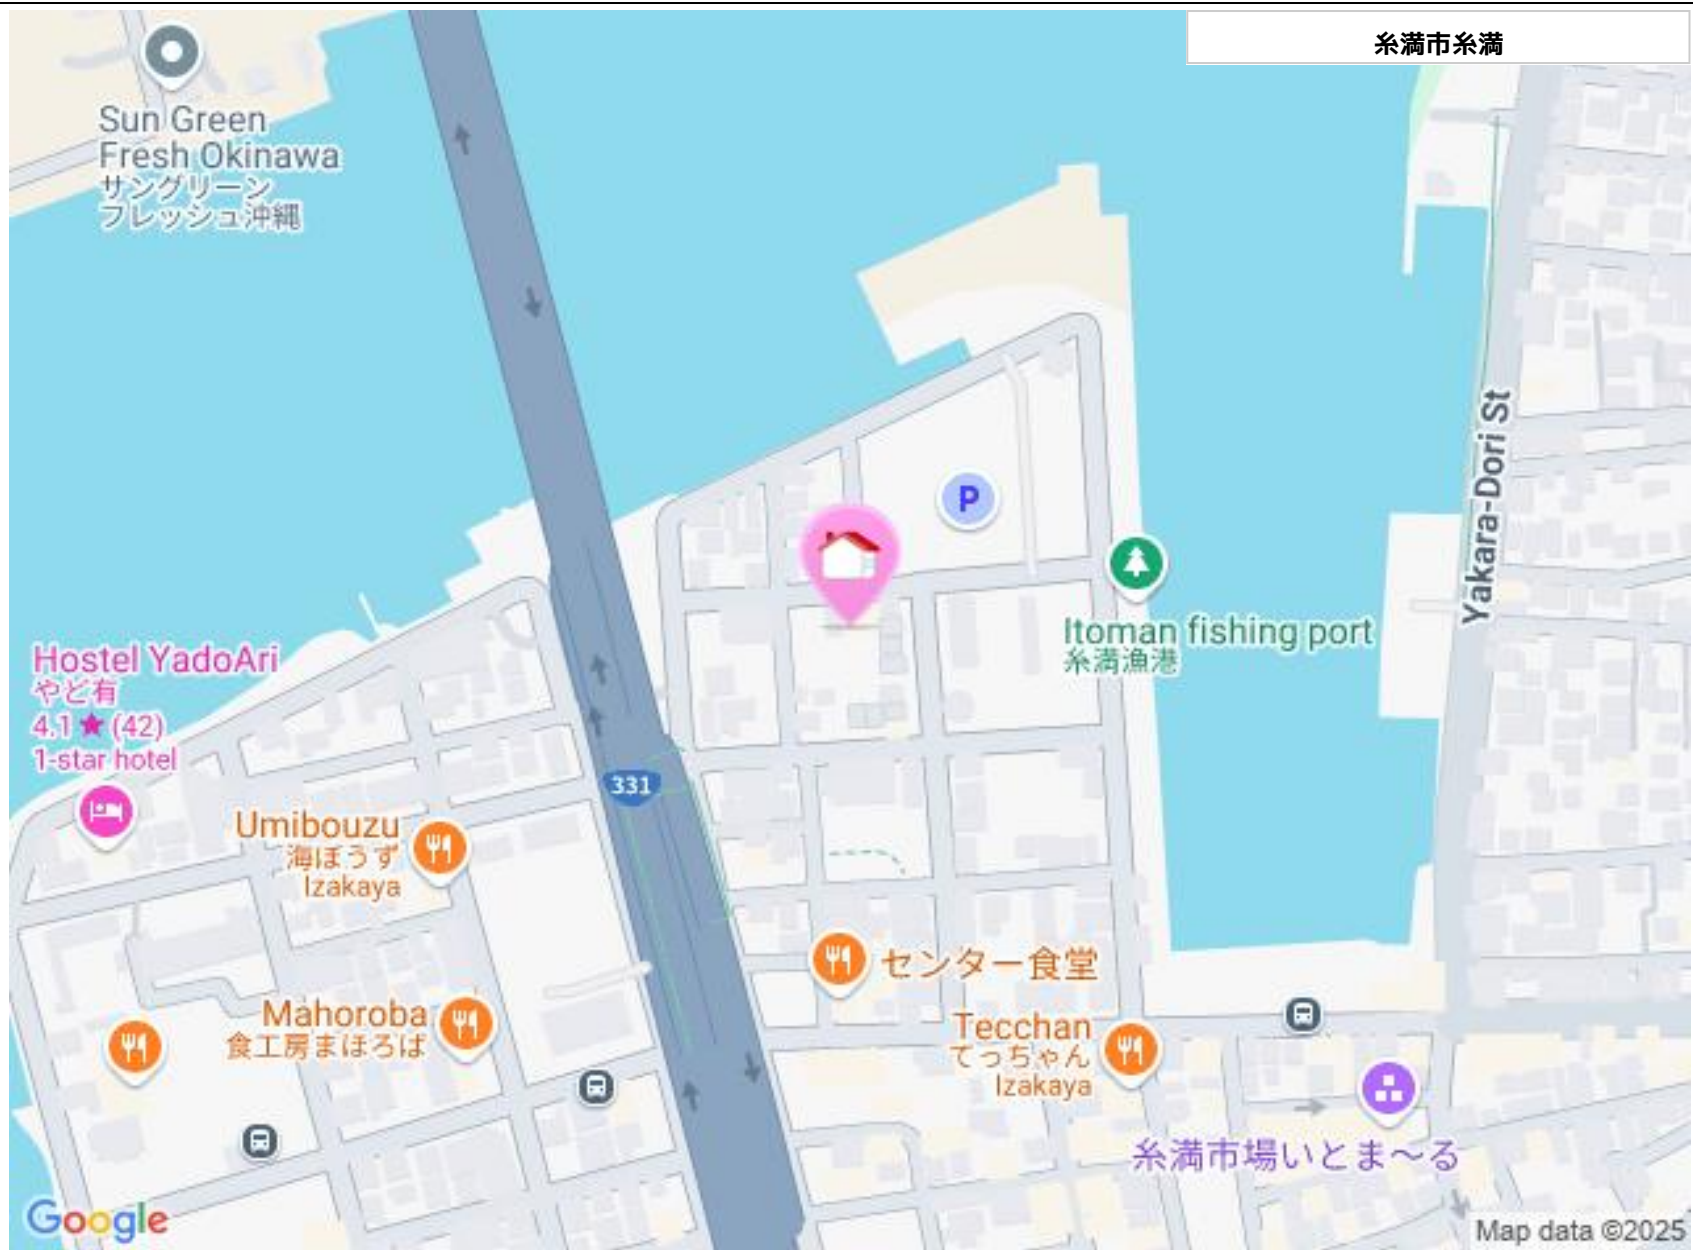 糸満市糸満
Sun Green
Fresh Okinawa
サングリーン
フレッシュ沖縄
Yakara-Dori St
P
Itoman fishing port
糸満漁港
Hostel YadoAri
やど有
4.1★(42)
1-star hotel
331
Umibouzu
海ぼうず
Izakaya
センター食堂
Mahoroba
食工房まほろば
Tecchan
てっちゃん
Izakaya
糸満市場いとま～る
Google
Map data ©2025